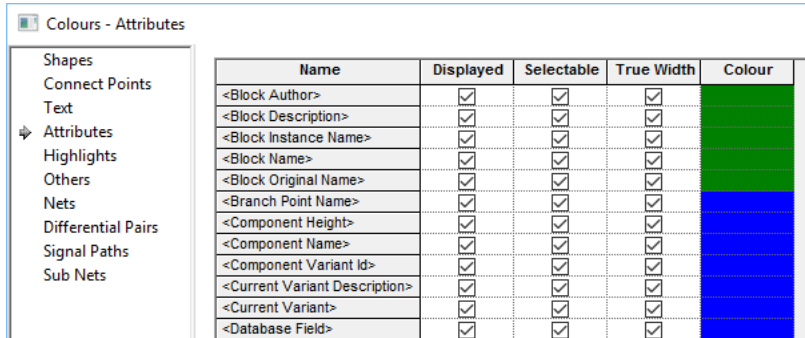 Colours - Attributes
Shapes
Connect Points
Text
Attributes
Highlights
Others
Nets
Differential Pairs
Signal Paths
Sub Nets
Name Displayed Selectable True Width Colour
<Block Author>
<Block Description>
<Block Instance Name>
<Block Name>
<Block Original Name>
<Branch Point Name>
<Component Height>
<Component Name>
<Component Variant Id>
<Current Variant Description>
<Current Variant>
<Database Field>